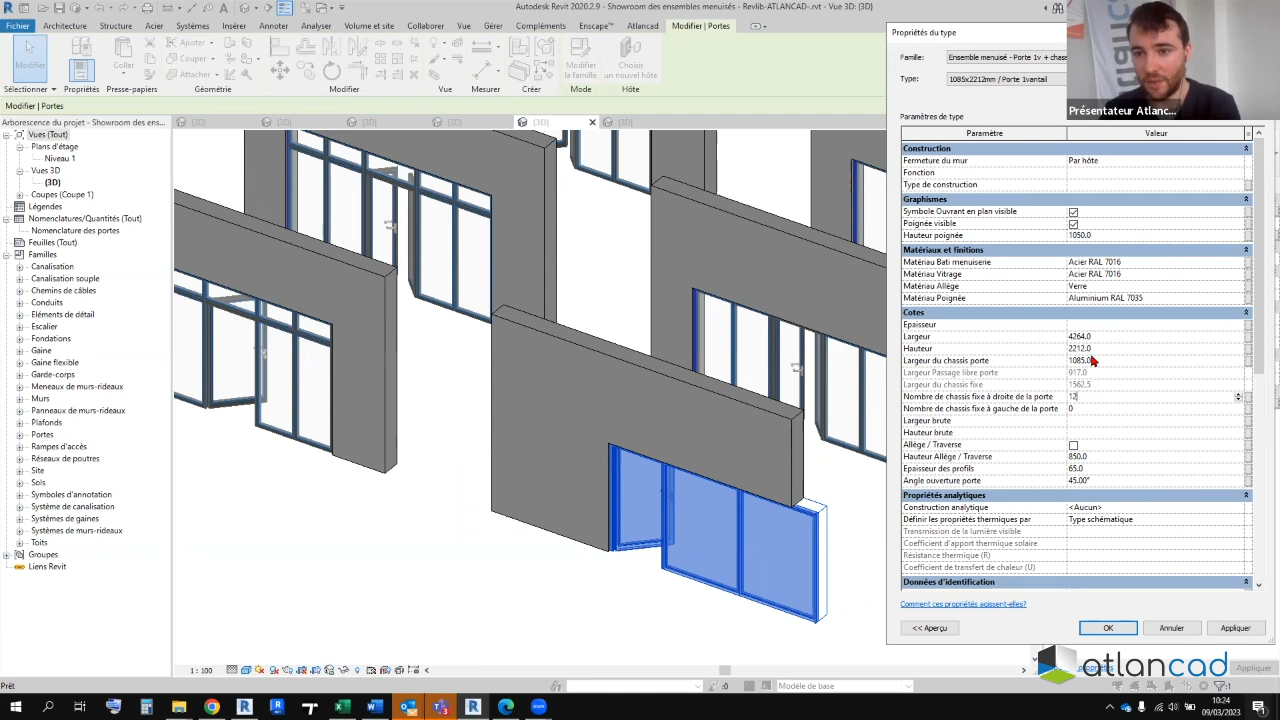 Autodesk Revit 2020.2.9 - Showroom des ensembles menuisés - Revlib-ATLANCAD-.rvt - Vue 3D: {3D}
Fichier Architecture Structure Acier Systèmes Insérer Annoter Analyser Volume et site Collaborer Vue Gérer Compléments Enscape™ Atlancad Modifier | Portes
Modifier
Propriétés
Coller
Ajuster
Couper
Attacher
Modifier la famille
Choisir un nouvel hôte
Sélectionner Propriétés Presse-papiers Géométrie Modifier Vue Mesurer Créer Mode Hôte
Modifier | Portes
Arborescence du projet - Showroom des ens...
{3D} {3D} {3D} {3D} {3D} {3D}
Vues (Tout)
Plans d'étage
Niveau 1
Vues 3D
{3D}
Coupes (Coupe 1)
Légendes
Nomenclatures/Quantités (Tout)
Nomenclature des portes
Feuilles (Tout)
Familles
Canalisation
Canalisation souple
Chemins de câbles
Conduits
Eléments de détail
Escalier
Fondations
Gaine
Gaine flexible
Garde-corps
Meneaux de murs-rideaux
Murs
Panneaux de murs-rideaux
Plafonds
Portes
Rampes d'accès
Réseaux de poutres
Site
Sols
Symboles d'annotation
Système de canalisation
Systèmes de gaines
Systèmes de murs-rideaux
Toits
Groupes
Liens Revit
Propriétés du type
Famille: Ensemble menuisé - Porte 1v + chass
Type: 1085x2212mm / Porte 1vantail
Présentateur Atlanc...
Paramètres de type
Paramètre Valeur
Construction
Fermeture du mur Par hôte
Fonction
Type de construction
Graphismes
Symbole Ouvrant en plan visible
Poignée visible
Hauteur poignée 1050.0
Matériaux et finitions
Matériau Bati menuiserie Acier RAL 7016
Matériau Vitrage Acier RAL 7016
Matériau Allège Verre
Matériau Poignée Aluminium RAL 7035
Cotes
Epaisseur
Largeur 4264.0
Hauteur 2212.0
Largeur du chassis porte 1085.0
Largeur Passage libre porte 917.0
Largeur du chassis fixe 1562.5
Nombre de chassis fixe à droite de la porte 12
Nombre de chassis fixe à gauche de la porte 0
Largeur brute
Hauteur brute
Allège / Traverse
Hauteur Allège / Traverse 850.0
Epaisseur des profils 65.0
Angle ouverture porte 45.00°
Propriétés analytiques
Construction analytique <Aucun>
Définir les propriétés thermiques par Type schématique
Transmission de la lumière visible
Coefficient d'apport thermique solaire
Résistance thermique (R)
Coefficient de transfert de chaleur (U)
Données d'identification
Comment ces propriétés agissent-elles?
<< Aperçu OK Annuler Appliquer
atlancad
Appliquer
1 : 100
Prêt
:0
Modèle de base
:1
10:24
09/03/2023